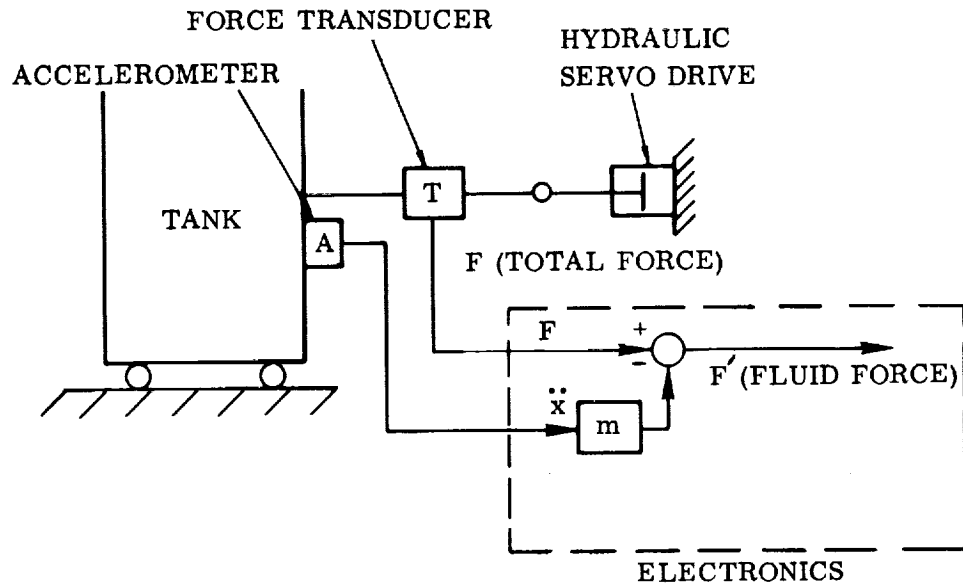 FORCE TRANSDUCER
HYDRAULIC
SERVO DRIVE
ACCELEROMETER
T
TANK
A
F (TOTAL FORCE)
F
+
−
F′ (FLUID FORCE)
ẍ
m
ELECTRONICS